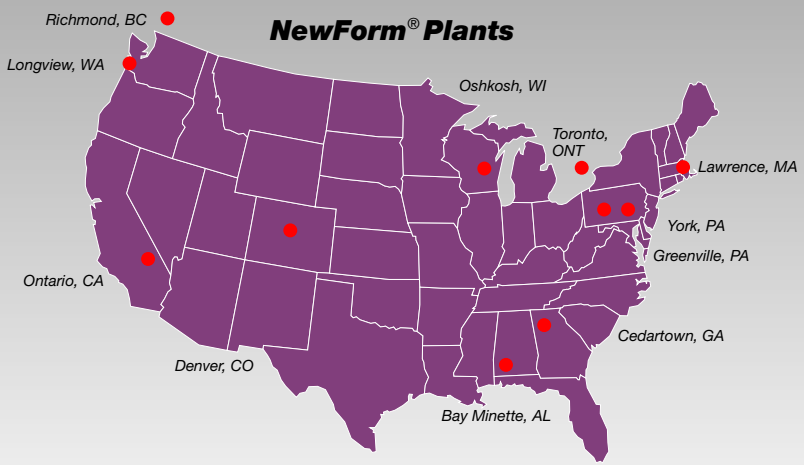 Richmond, BC
NewForm® Plants
Longview, WA
Oshkosh, WI
Toronto,
ONT
Lawrence, MA
York, PA
Greenville, PA
Ontario, CA
Cedartown, GA
Denver, CO
Bay Minette, AL